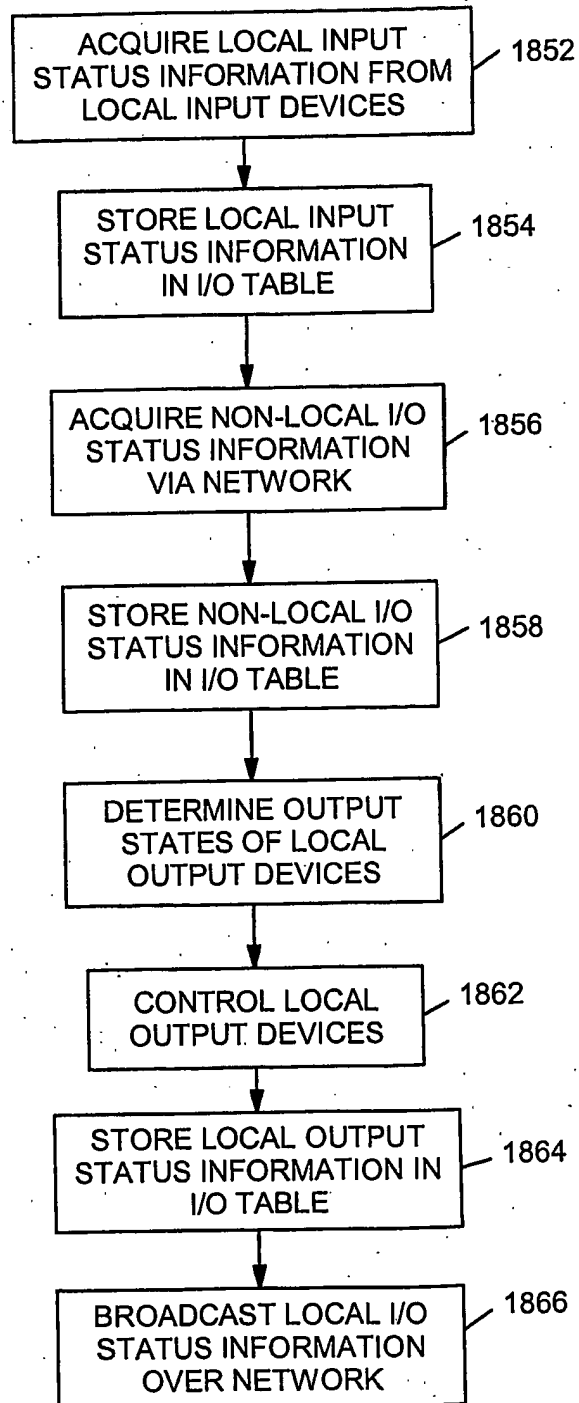 ACQUIRE LOCAL INPUT
STATUS INFORMATION FROM
LOCAL INPUT DEVICES
1852
STORE LOCAL INPUT
STATUS INFORMATION
IN I/O TABLE
1854
ACQUIRE NON-LOCAL I/O
STATUS INFORMATION
VIA NETWORK
1856
STORE NON-LOCAL I/O
STATUS INFORMATION
IN I/O TABLE
1858
DETERMINE OUTPUT
STATES OF LOCAL
OUTPUT DEVICES
1860
CONTROL LOCAL
OUTPUT DEVICES
1862
STORE LOCAL OUTPUT
STATUS INFORMATION IN
I/O TABLE
1864
BROADCAST LOCAL I/O
STATUS INFORMATION
OVER NETWORK
1866